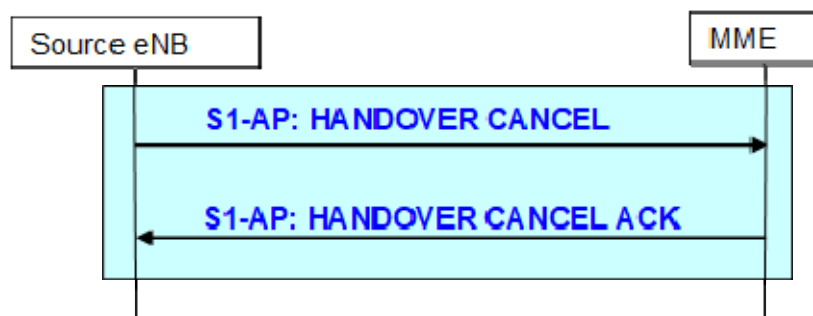 Source eNB
MME
S1-AP: HANDOVER CANCEL
S1-AP: HANDOVER CANCEL ACK